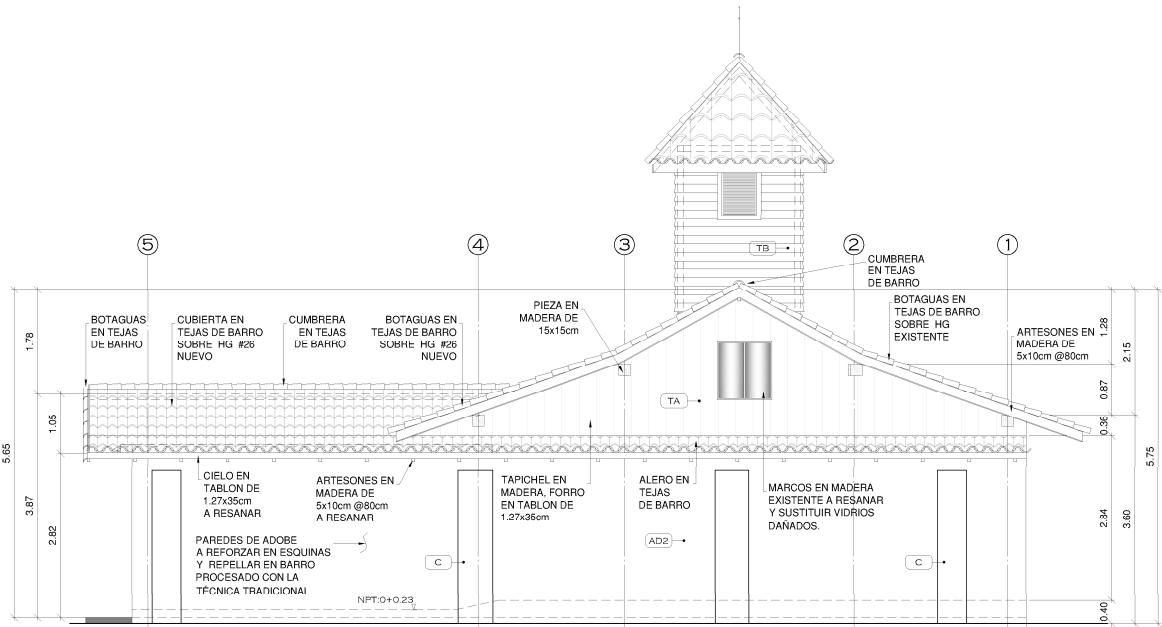 5
4
3
2
1
TB
CUMBRERA
EN TEJAS
DE BARRO
BOTAGUAS
EN TEJAS
DE BARRO
CUBIERTA EN
TEJAS DE BARRO
SOBRE HG #26
NUEVO
CUMBRERA
EN TEJAS
DE BARRO
BOTAGUAS EN
TEJAS DE BARRO
SOBRE HG #26
NUEVO
PIEZA EN
MADERA DE
15x15cm
BOTAGUAS EN
TEJAS DE BARRO
SOBRE HG
EXISTENTE
ARTESONES EN
MADERA DE
5x10cm @80cm
1.78
1.05
5.65
3.87
2.82
1.28
2.15
0.87
0.36
5.75
2.84
3.60
0.40
TA
CIELO EN
TABLON DE
1.27x35cm
A RESANAR
ARTESONES EN
MADERA DE
5x10cm @80cm
A RESANAR
TAPICHEL EN
MADERA, FORRO
EN TABLON DE
1.27x35cm
ALERO EN
TEJAS
DE BARRO
MARCOS EN MADERA
EXISTENTE A RESANAR
Y SUSTITUIR VIDRIOS
DAÑADOS.
PAREDES DE ADOBE
A REFORZAR EN ESQUINAS
Y REPELLAR EN BARRO
PROCESADO CON LA
TÉCNICA TRADICIONAL
C
AD2
C
NPT:0+0.23